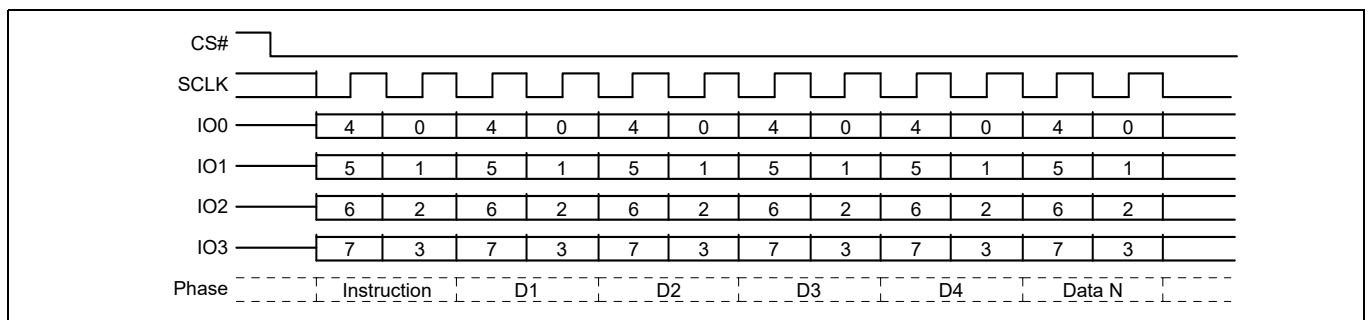 CS#
SCLK
IO0 4 0 4 0 4 0 4 0 4 0 4 0
IO1 5 1 5 1 5 1 5 1 5 1 5 1
IO2 6 2 6 2 6 2 6 2 6 2 6 2
IO3 7 3 7 3 7 3 7 3 7 3 7 3
Phase Instruction D1 D2 D3 D4 Data N